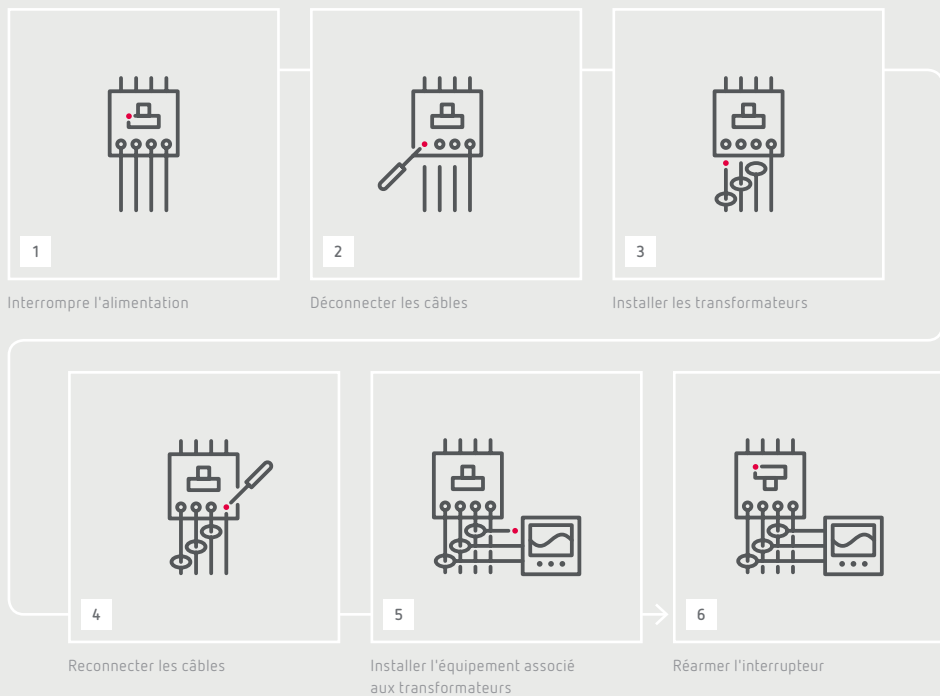 1
Interrompre l'alimentation
2
Déconnecter les câbles
3
Installer les transformateurs
4
Reconnecter les câbles
5
Installer l'équipement associé
aux transformateurs
6
Réarmer l'interrupteur